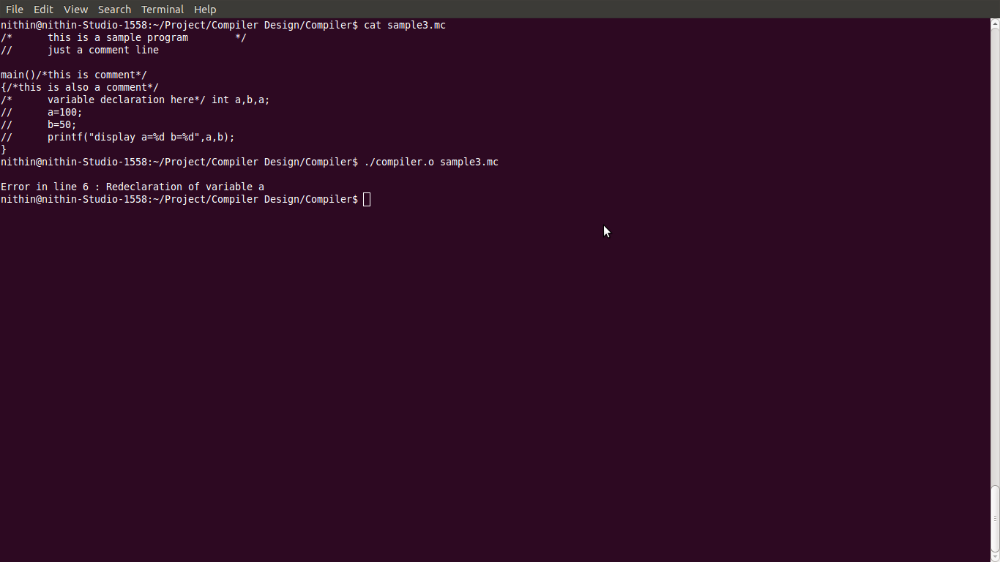 File Edit View Search Terminal Help
nithin@nithin-Studio-1558:~/Project/Compiler Design/Compiler$ cat sample3.mc
/*      this is a sample program        */
//      just a comment line

main()/*this is comment*/
{/*this is also a comment*/
/*      variable declaration here*/ int a,b,a;
//      a=100;
//      b=50;
//      printf("display a=%d b=%d",a,b);
}
nithin@nithin-Studio-1558:~/Project/Compiler Design/Compiler$ ./compiler.o sample3.mc

Error in line 6 : Redeclaration of variable a
nithin@nithin-Studio-1558:~/Project/Compiler Design/Compiler$